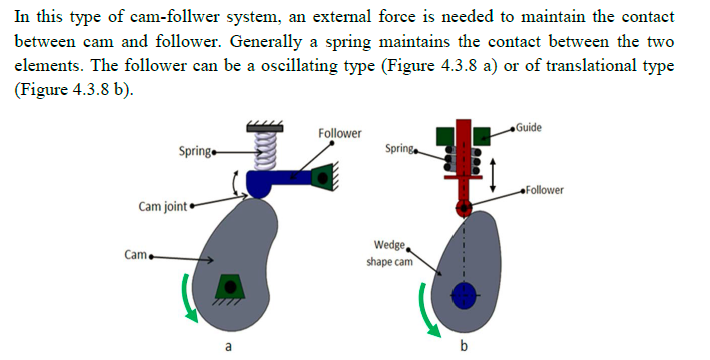 In this type of cam-follwer system, an external force is needed to maintain the contact
between cam and follower. Generally a spring maintains the contact between the two
elements. The follower can be a oscillating type (Figure 4.3.8 a) or of translational type
(Figure 4.3.8 b).
Spring
Follower
Cam joint
Cam
a
Spring
Guide
Follower
Wedge
shape cam
b